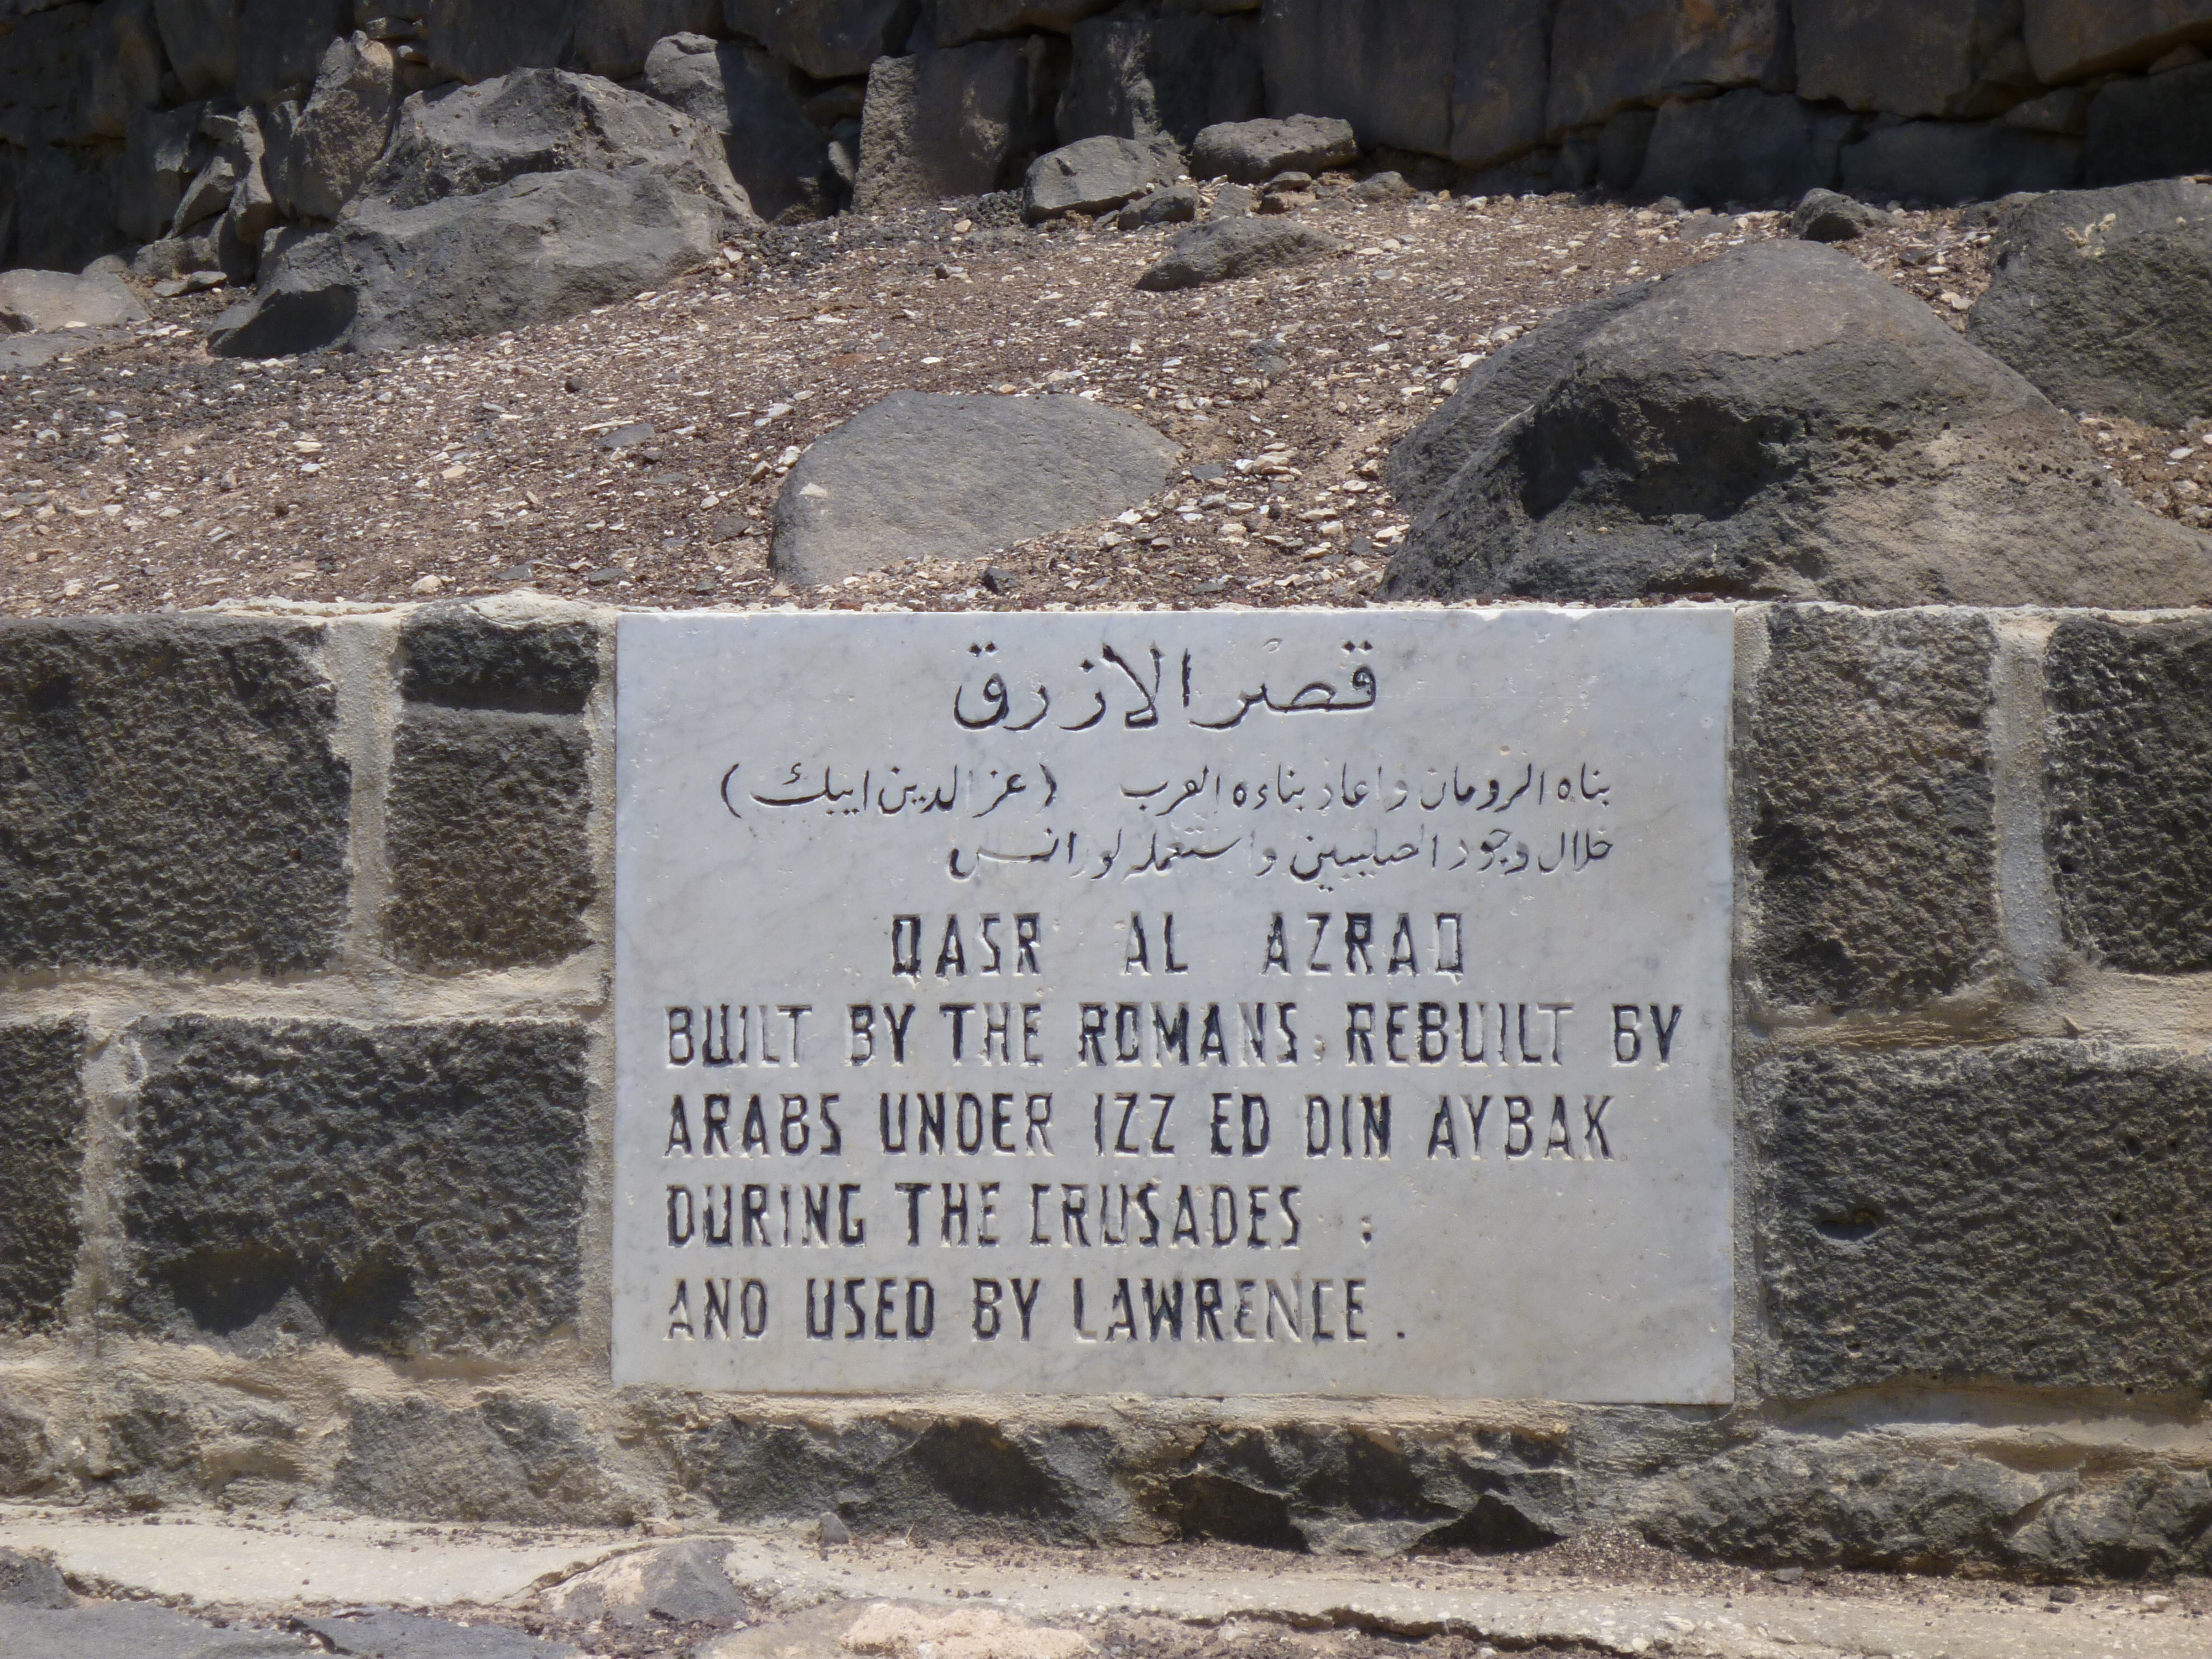 قصر الازرق
بناه الرومان واعاد بناءه العرب (عز الدين ايبك)
خلال وجود الصليبين واستعمله لورانس
QASR AL AZRAQ
BUILT BY THE ROMANS : REBUILT BY
ARABS UNDER IZZ ED DIN AYBAK
DURING THE CRUSADES :
AND USED BY LAWRENCE .